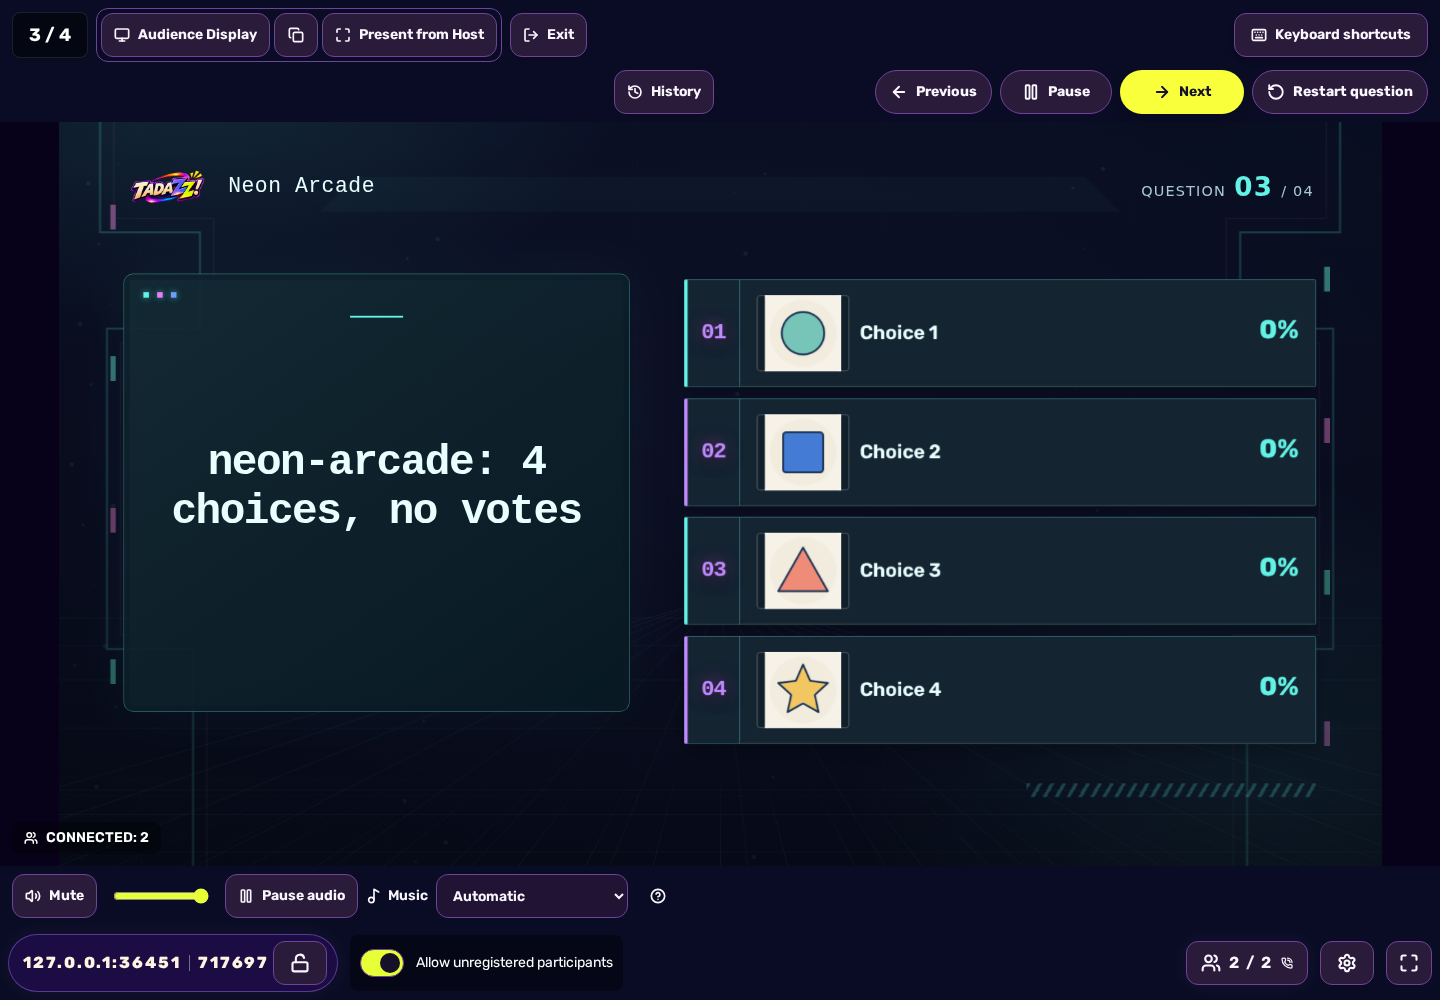 3 / 4
Audience Display
Present from Host
Exit
Keyboard shortcuts
History
Previous
Pause
Next
Restart question
TADAZZ!
Neon Arcade
QUESTION 03 / 04
neon-arcade: 4
choices, no votes
01
Choice 1
0%
02
Choice 2
0%
03
Choice 3
0%
04
Choice 4
0%
CONNECTED: 2
Mute
Pause audio
Music
Automatic
127.0.0.1:36451
717697
Allow unregistered participants
2 / 2